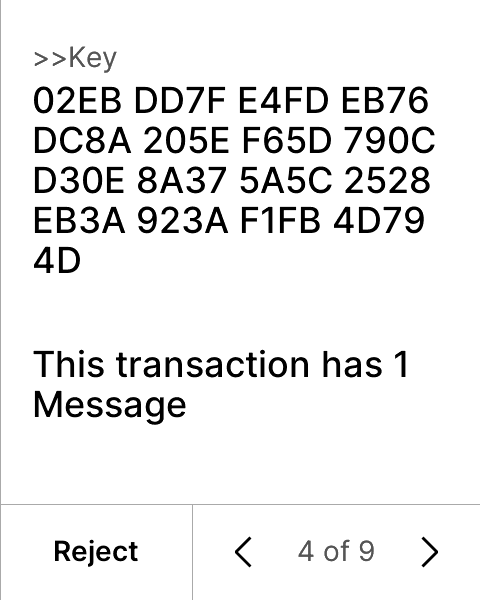 >>Key
02EB DD7F E4FD EB76
DC8A 205E F65D 790C
D30E 8A37 5A5C 2528
EB3A 923A F1FB 4D79
4D
This transaction has 1
Message
Reject
4 of 9